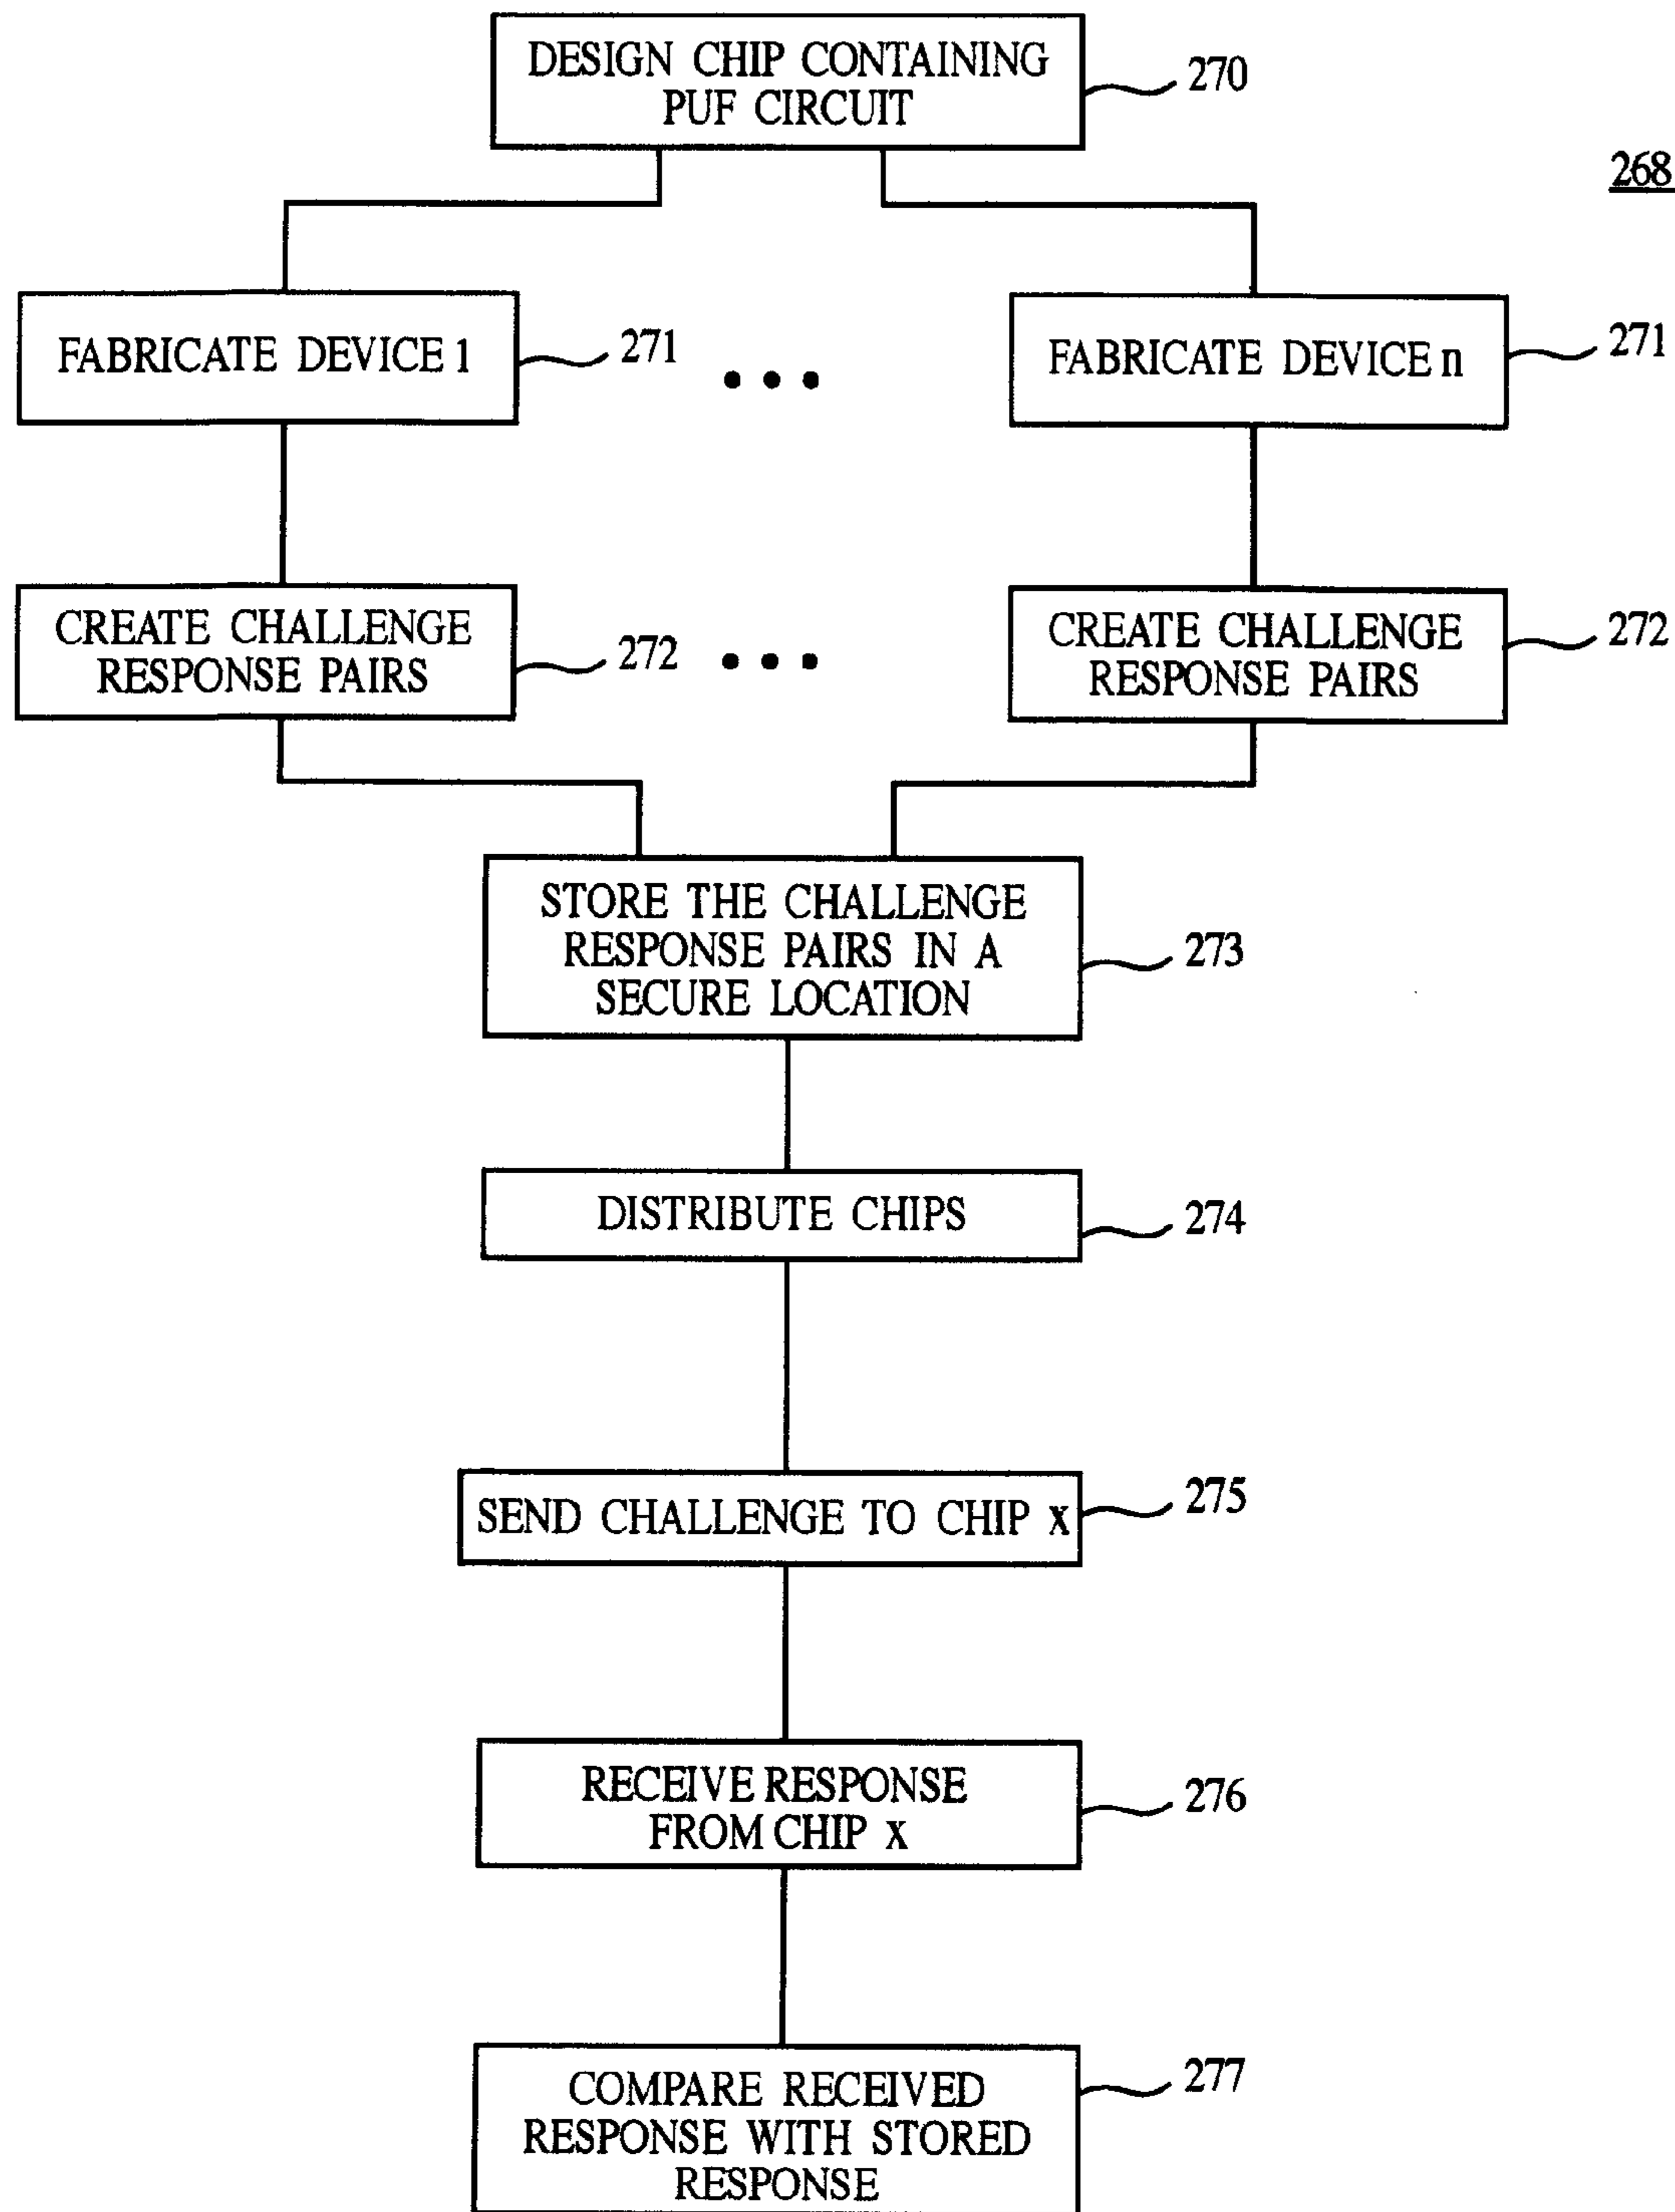 DESIGN CHIP CONTAINING
PUF CIRCUIT
270
268
FABRICATE DEVICE 1
271
• • •
FABRICATE DEVICE n
271
CREATE CHALLENGE
RESPONSE PAIRS
272
• • •
CREATE CHALLENGE
RESPONSE PAIRS
272
STORE THE CHALLENGE
RESPONSE PAIRS IN A
SECURE LOCATION
273
DISTRIBUTE CHIPS
274
SEND CHALLENGE TO CHIP X
275
RECEIVE RESPONSE
FROM CHIP X
276
COMPARE RECEIVED
RESPONSE WITH STORED
RESPONSE
277